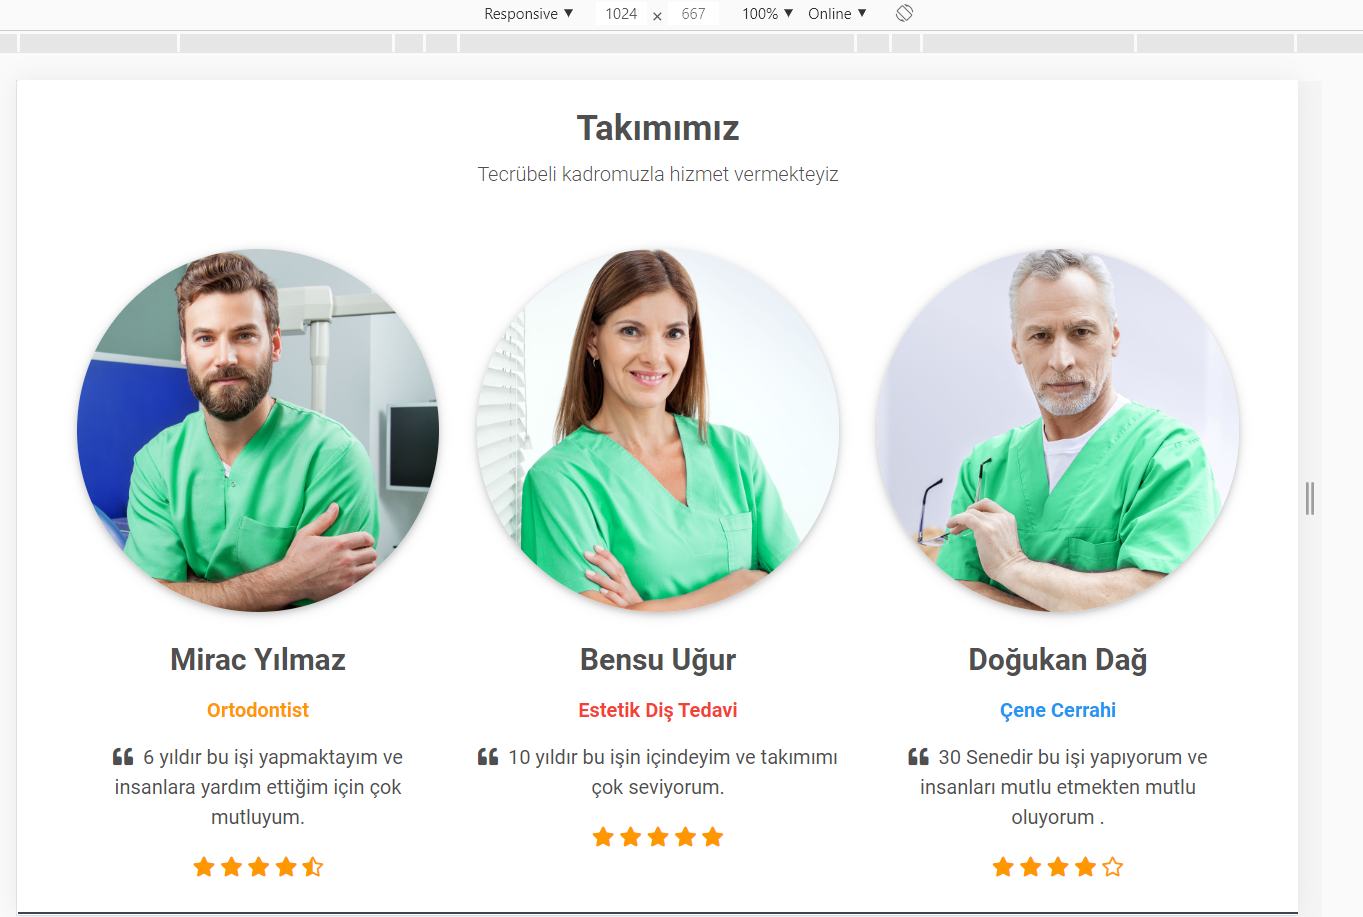 Responsive ▼ 1024 × 667 100% ▼ Online ▼
Takımımız
Tecrübeli kadromuzla hizmet vermekteyiz
Mirac Yılmaz
Ortodontist
❝ 6 yıldır bu işi yapmaktayım ve
insanlara yardım ettiğim için çok
mutluyum.
Bensu Uğur
Estetik Diş Tedavi
❝ 10 yıldır bu işin içindeyim ve takımımı
çok seviyorum.
Doğukan Dağ
Çene Cerrahi
❝ 30 Senedir bu işi yapıyorum ve
insanları mutlu etmekten mutlu
oluyorum .